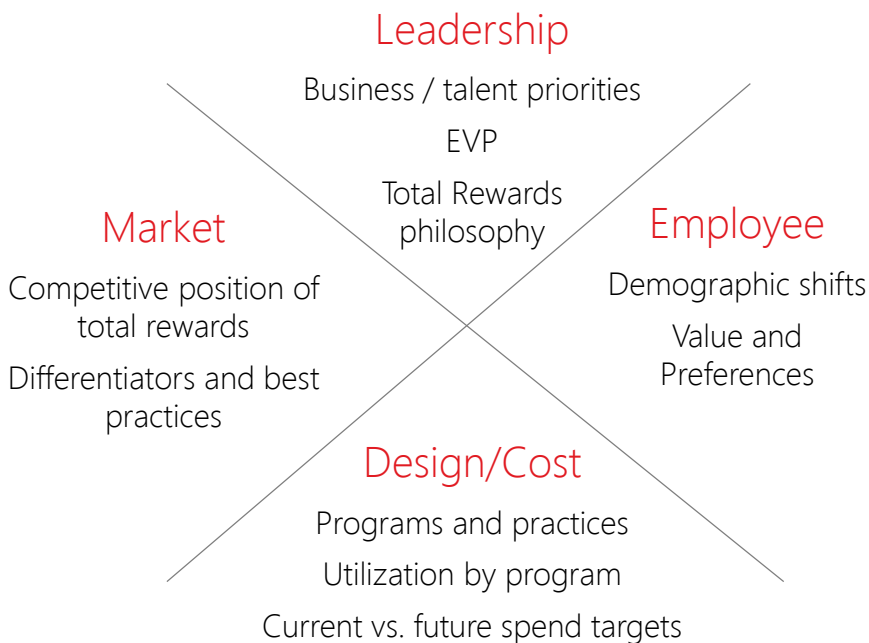 Leadership
Business / talent priorities
EVP
Total Rewards
philosophy
Market
Competitive position of
total rewards
Differentiators and best
practices
Employee
Demographic shifts
Value and
Preferences
Design/Cost
Programs and practices
Utilization by program
Current vs. future spend targets